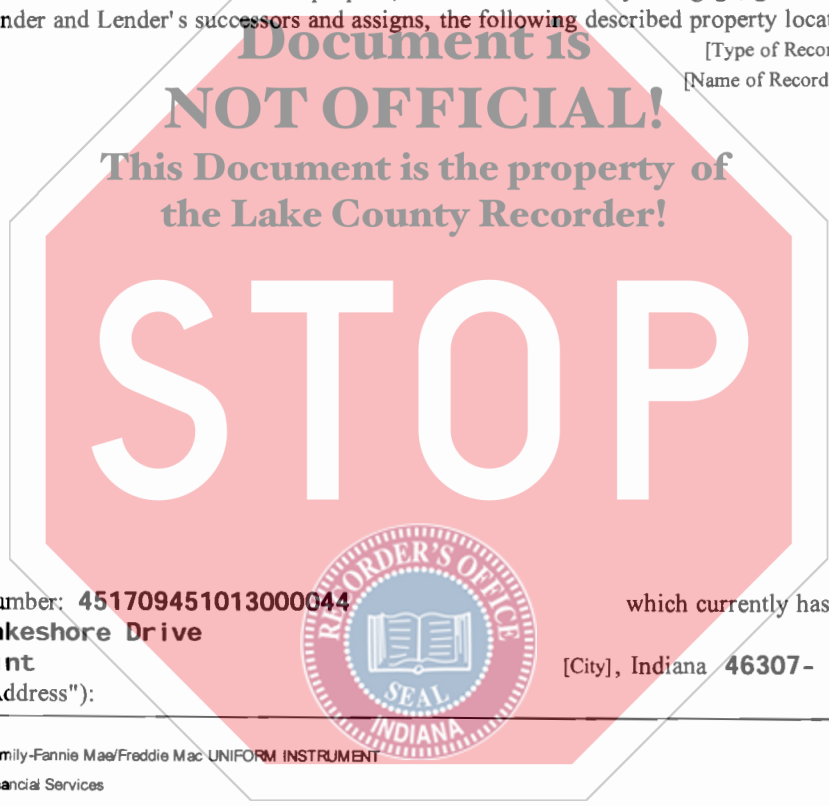 nder and Lender's successors and assigns, the following described property locat
Document is
[Type of Recor
NOT OFFICIAL!
[Name of Record
This Document is the property of
the Lake County Recorder!
STOP
RECORDER'S OFFICE
SEAL
INDIANA
umber: 451709451013000044 which currently has
akeshore Drive
nt [City], Indiana 46307-
Address"):
mily-Fannie Mae/Freddie Mac UNIFORM INSTRUMENT
ancial Services